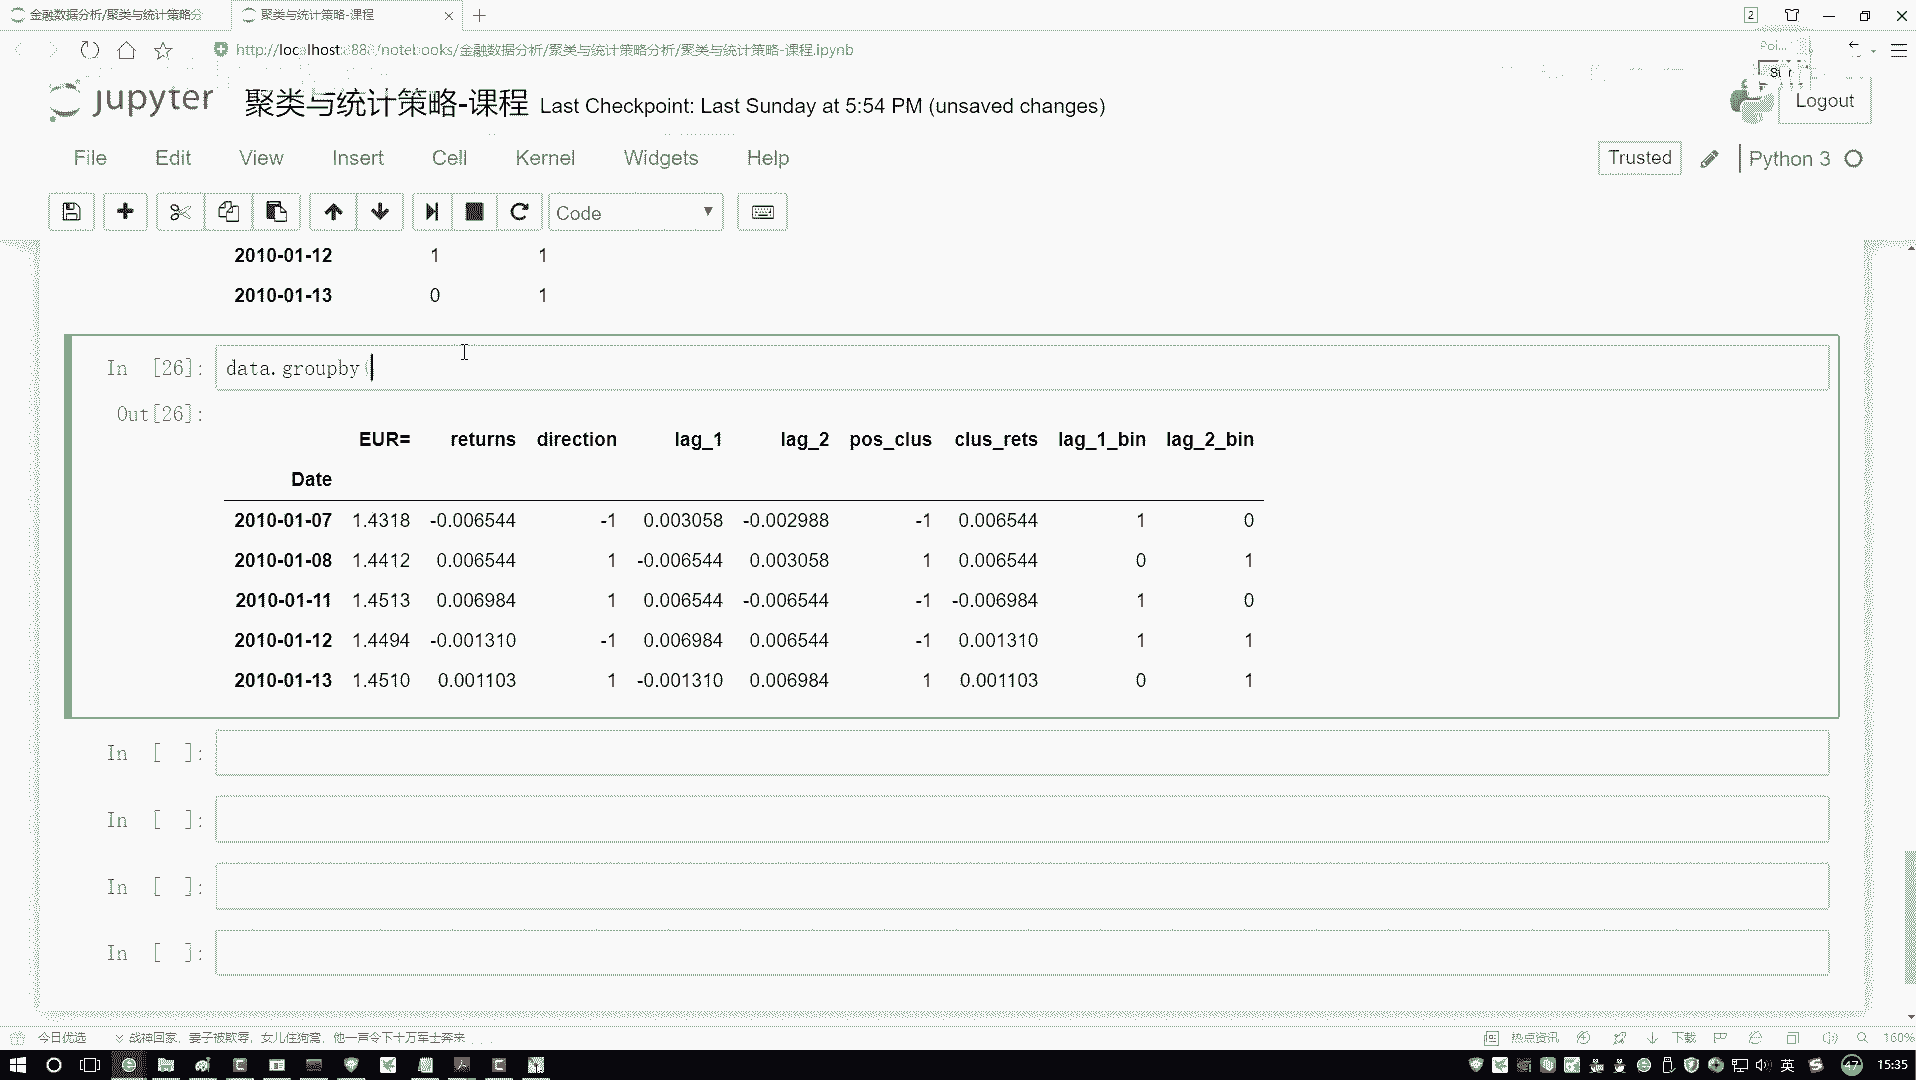 金融数据分析/聚类与统计策略分
聚类与统计策略-课程
2
http://localhost:888/notebooks/金融数据分析/聚类与统计策略分析/聚类与统计策略-课程.ipynb
jupyter 聚类与统计策略-课程 Last Checkpoint: Last Sunday at 5:54 PM (unsaved changes)
Logout
File Edit View Insert Cell Kernel Widgets Help
Trusted Python 3
Code
2010-01-12 1 1
2010-01-13 0 1
In [26]: data.groupby(
Out[26]:
EUR= returns direction lag_1 lag_2 pos_clus clus_rets lag_1_bin lag_2_bin
Date
2010-01-07 1.4318 -0.006544 -1 0.003058 -0.002988 -1 0.006544 1 0
2010-01-08 1.4412 0.006544 1 -0.006544 0.003058 1 0.006544 0 1
2010-01-11 1.4513 0.006984 1 0.006544 -0.006544 -1 -0.006984 1 0
2010-01-12 1.4494 -0.001310 -1 0.006984 0.006544 -1 0.001310 1 1
2010-01-13 1.4510 0.001103 1 -0.001310 0.006984 1 0.001103 0 1
In [ ]:
In [ ]:
In [ ]:
In [ ]:
今日优选 战神回家，妻子被欺辱，女儿住狗窝，他一声令下十万军士奔来 热点资讯 下载 160%
英 47 15:35